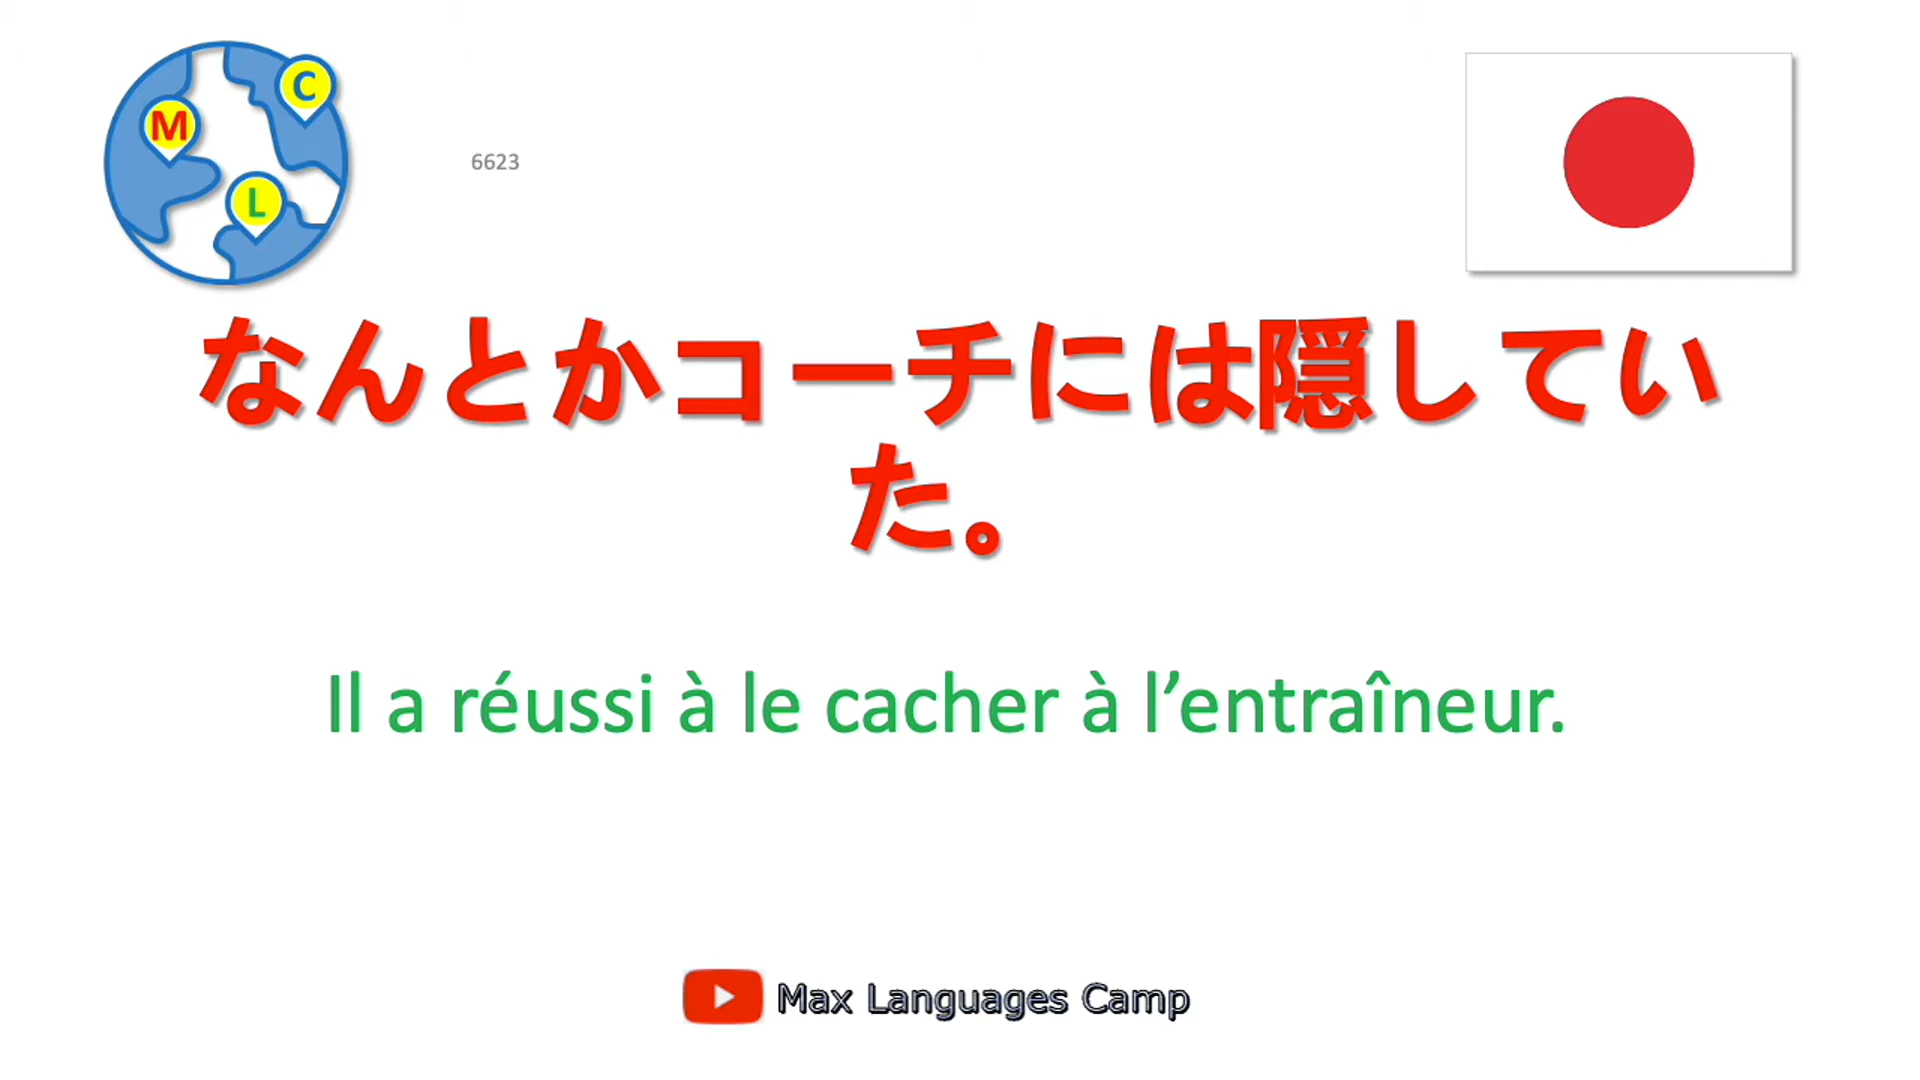 C
M
L
6623
なんとかコーチには隠してい
た。
Il a réussi à le cacher à l’entraîneur.
Max Languages Camp